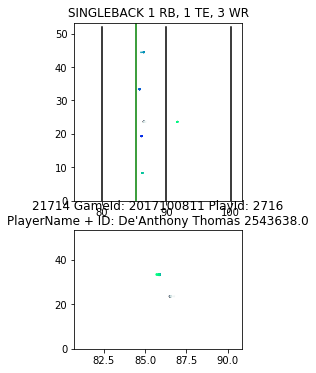 SINGLEBACK 1 RB, 1 TE, 3 WR
50
40
30
20
10
0
80 90 100
21714 GameId: 2017100811 PlayId: 2716
PlayerName + ID: De'Anthony Thomas 2543638.0
40
20
0
82.5 85.0 87.5 90.0